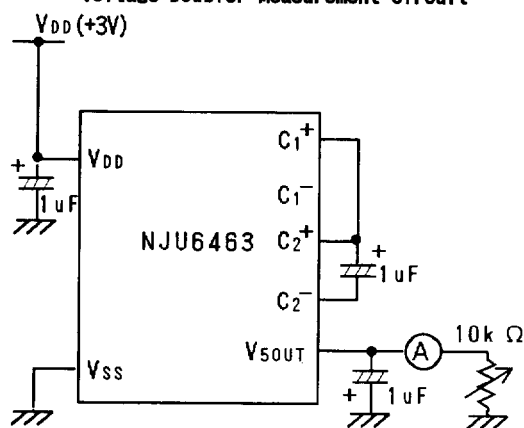 Voltage Doubler Measurement Circuit
VDD (+3V)
C1+
+
VDD
1uF
C1-
NJU6463
C2+
+
1uF
C2-
10k Ω
V5OUT
A
VSS
+
1uF